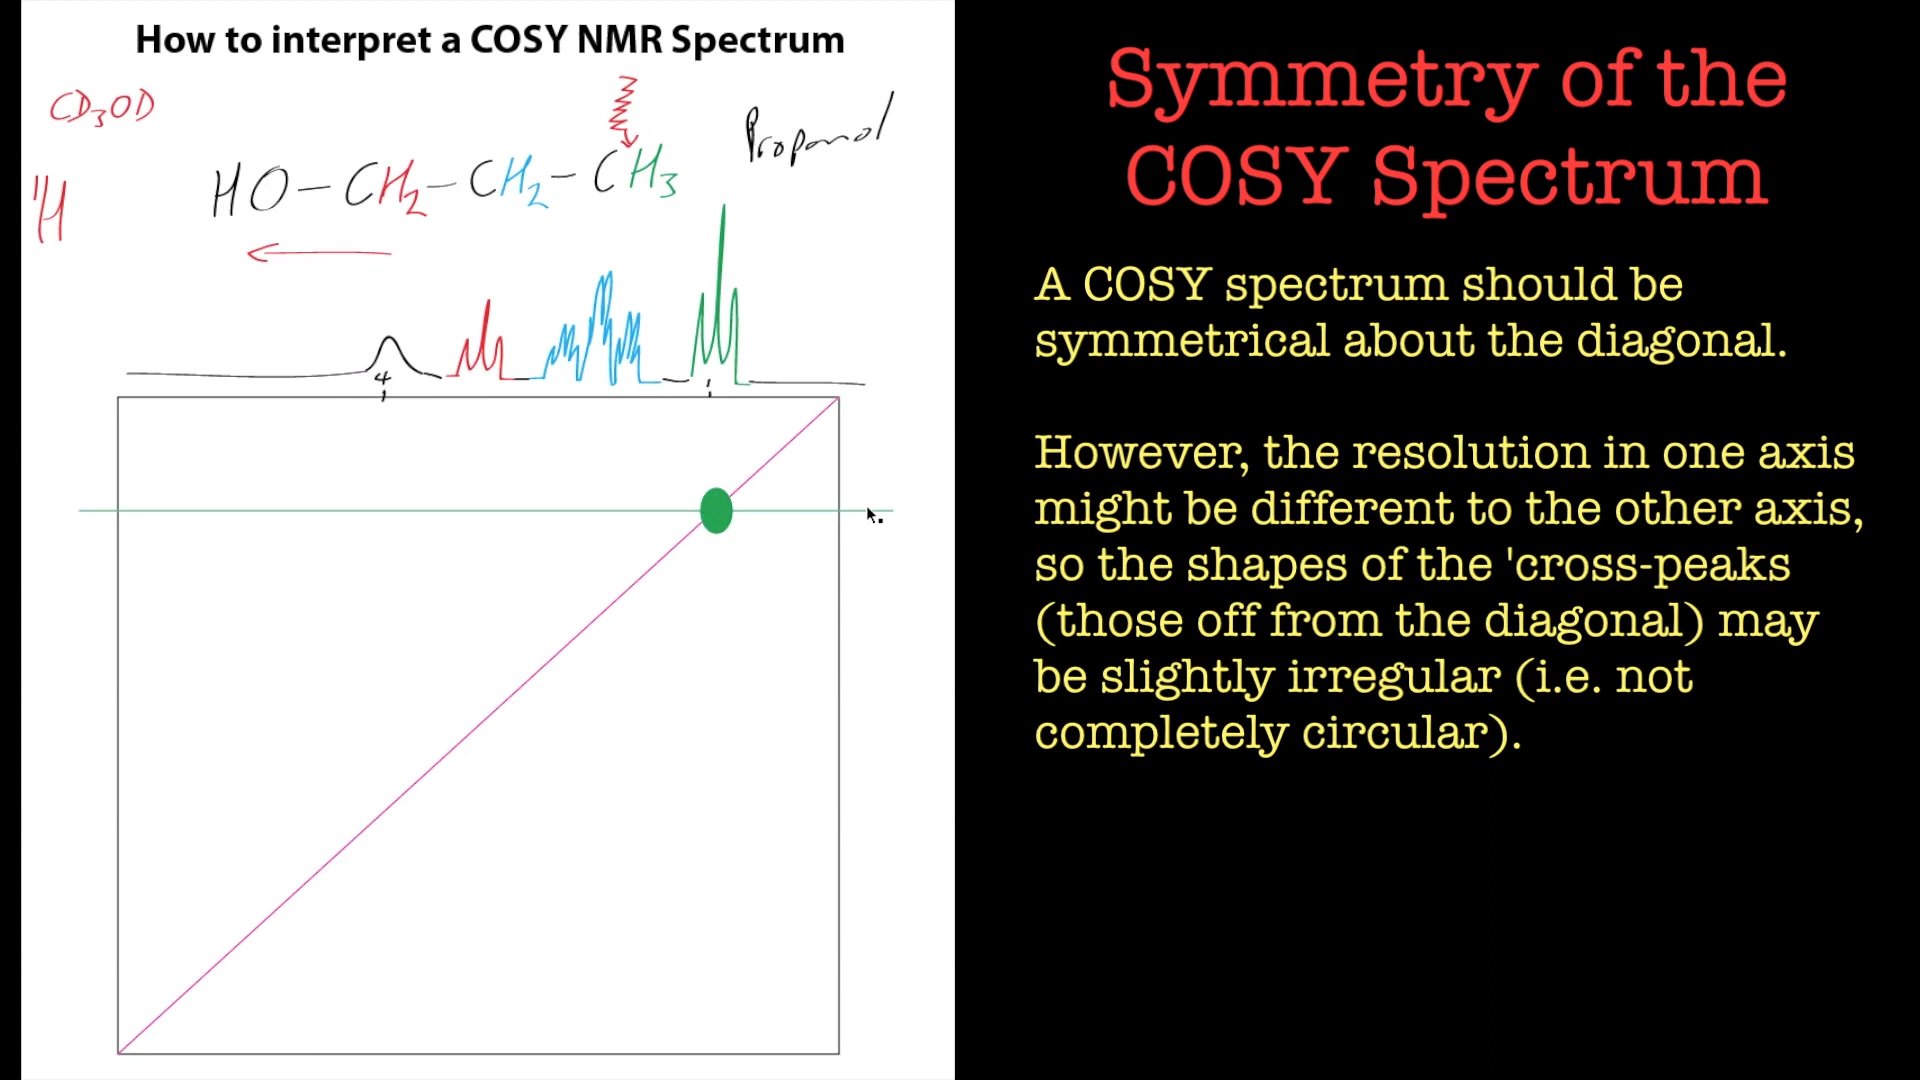 How to interpret a COSY NMR Spectrum
CD3OD
Propanol
HO-CH2-CH2-CH3
1H
4
1
Symmetry of the
COSY Spectrum
A COSY spectrum should be
symmetrical about the diagonal.
However, the resolution in one axis
might be different to the other axis,
so the shapes of the 'cross-peaks
(those off from the diagonal) may
be slightly irregular (i.e. not
completely circular).